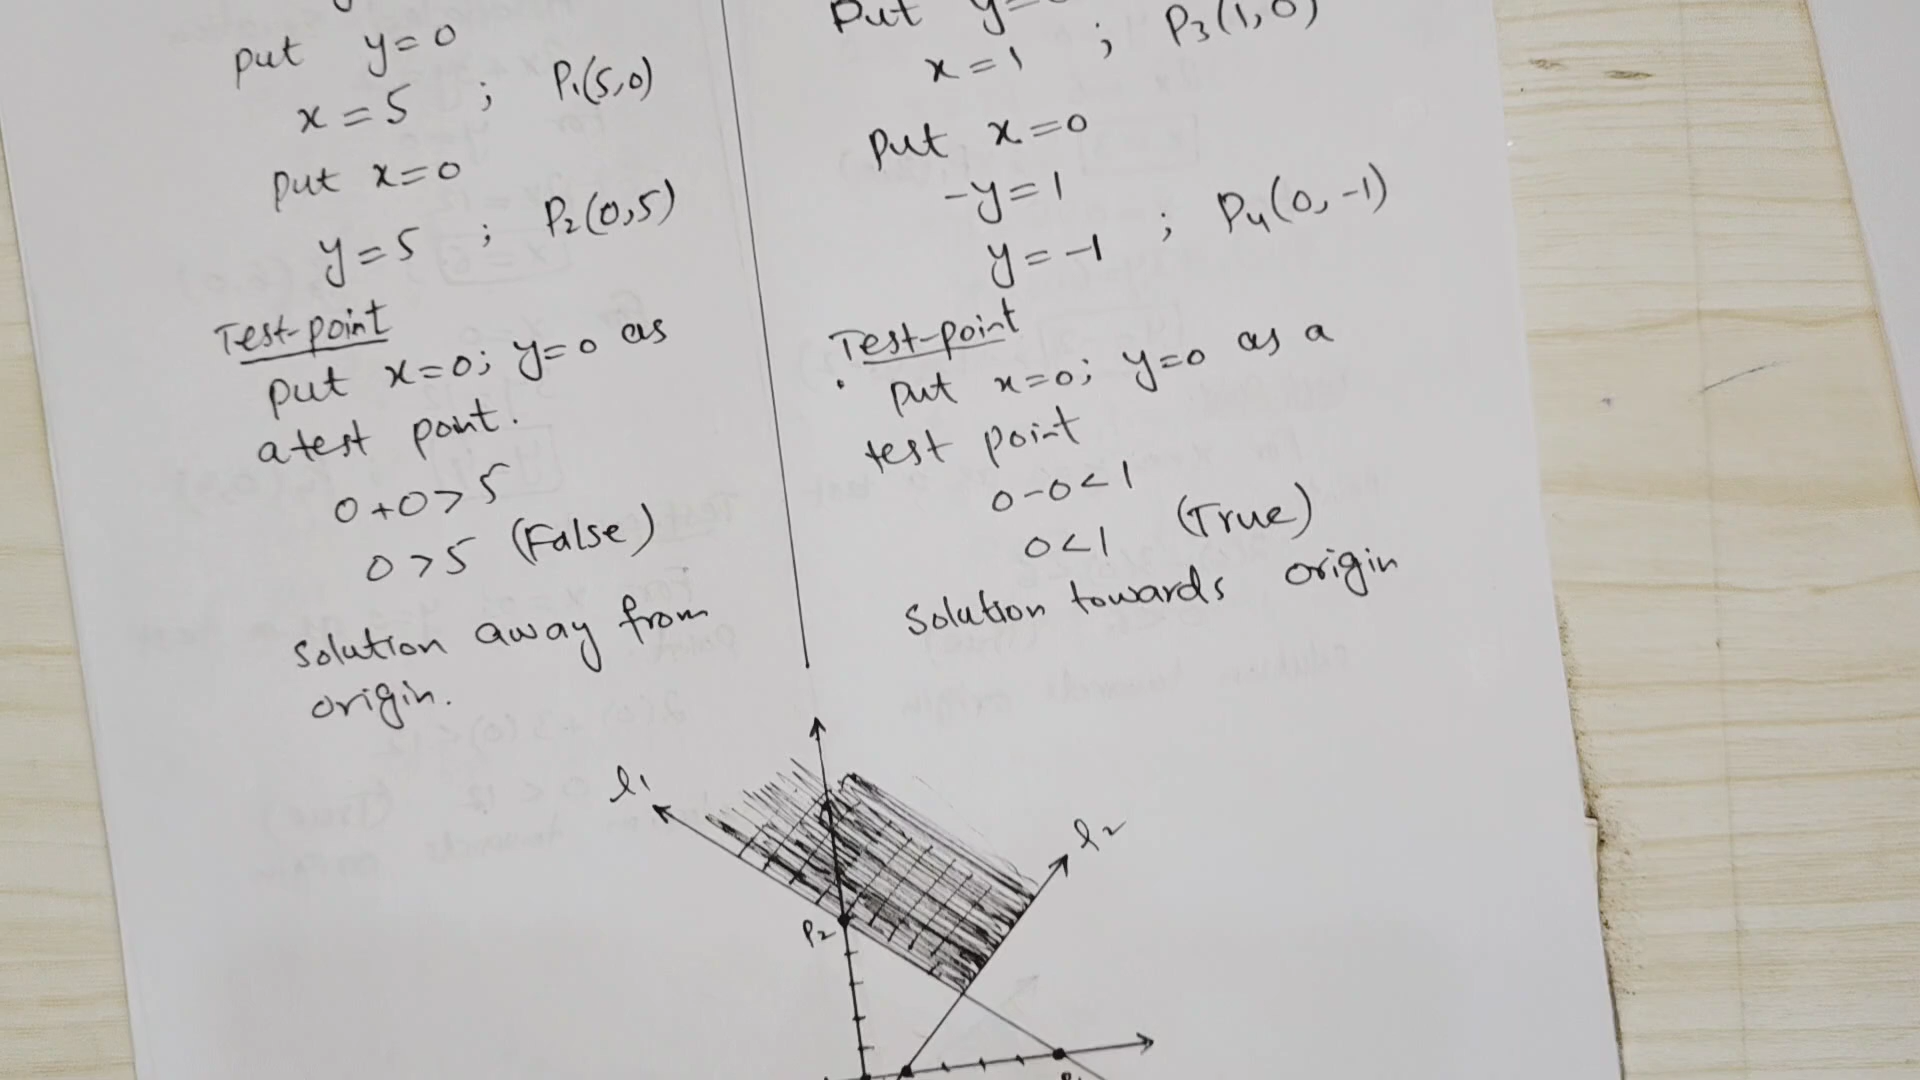 put y=0
x=5 ; P₁(5,0)
put x=0
y=5 ; P₂(0,5)
Test-point
put x=0; y=0 as
a test point.
0+0>5
0>5 (False)
solution away from
origin.
Put y=0
x=1 ; P₃(1,0)
put x=0
-y=1
y=-1 ; P₄(0,-1)
Test-point
put x=0; y=0 as a
test point
0-0<1
0<1 (True)
solution towards origin
l₁
l₂
P₂